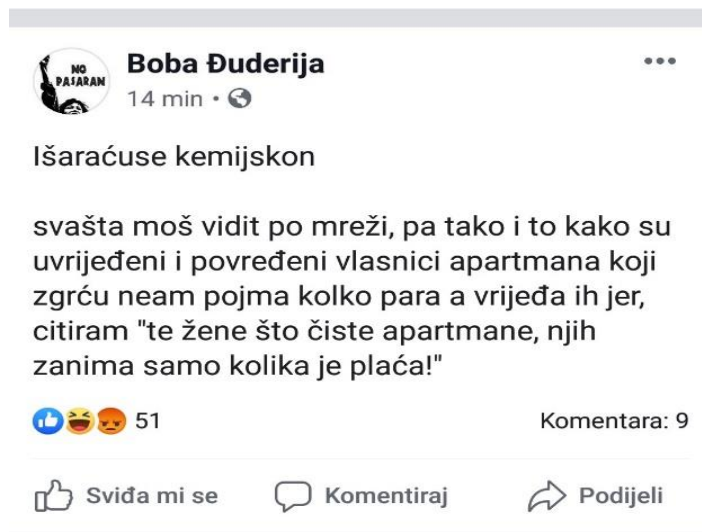 NO
PASARAN
Boba Đuderija
14 min •
Išaraćuse kemijskon
svašta moš vidit po mreži, pa tako i to kako su
uvrijeđeni i povređeni vlasnici apartmana koji
zgrću neam pojma kolko para a vrijeđa ih jer,
citiram "te žene što čiste apartmane, njih
zanima samo kolika je plaća!"
51 Komentara: 9
Sviđa mi se Komentiraj Podijeli